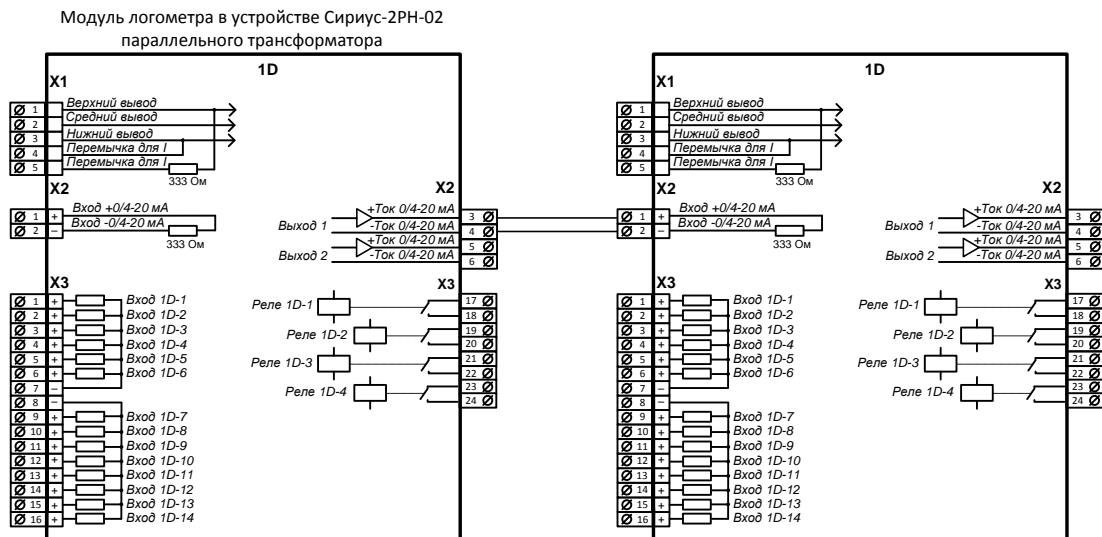 Модуль логометра в устройстве Сириус-2РН-02
параллельного трансформатора
1D
X1
1 Верхний вывод
2 Средний вывод
3 Нижний вывод
4 Перемычка для I
5 Перемычка для I
333 Ом
X2
1 + Вход +0/4-20 мА
2 – Вход -0/4-20 мА
333 Ом
X2
Выход 1
+Ток 0/4-20 мА 3
-Ток 0/4-20 мА 4
Выход 2
+Ток 0/4-20 мА 5
-Ток 0/4-20 мА 6
X3
1 + Вход 1D-1
2 + Вход 1D-2
3 + Вход 1D-3
4 + Вход 1D-4
5 + Вход 1D-5
6 + Вход 1D-6
7 –
8 –
9 + Вход 1D-7
10 + Вход 1D-8
11 + Вход 1D-9
12 + Вход 1D-10
13 + Вход 1D-11
14 + Вход 1D-12
15 + Вход 1D-13
16 + Вход 1D-14
X3
Реле 1D-1 17
18
Реле 1D-2 19
20
Реле 1D-3 21
22
Реле 1D-4 23
24
1D
X1
1 Верхний вывод
2 Средний вывод
3 Нижний вывод
4 Перемычка для I
5 Перемычка для I
333 Ом
X2
1 + Вход +0/4-20 мА
2 – Вход -0/4-20 мА
333 Ом
X2
Выход 1
+Ток 0/4-20 мА 3
-Ток 0/4-20 мА 4
Выход 2
+Ток 0/4-20 мА 5
-Ток 0/4-20 мА 6
X3
1 + Вход 1D-1
2 + Вход 1D-2
3 + Вход 1D-3
4 + Вход 1D-4
5 + Вход 1D-5
6 + Вход 1D-6
7 –
8 –
9 + Вход 1D-7
10 + Вход 1D-8
11 + Вход 1D-9
12 + Вход 1D-10
13 + Вход 1D-11
14 + Вход 1D-12
15 + Вход 1D-13
16 + Вход 1D-14
X3
Реле 1D-1 17
18
Реле 1D-2 19
20
Реле 1D-3 21
22
Реле 1D-4 23
24